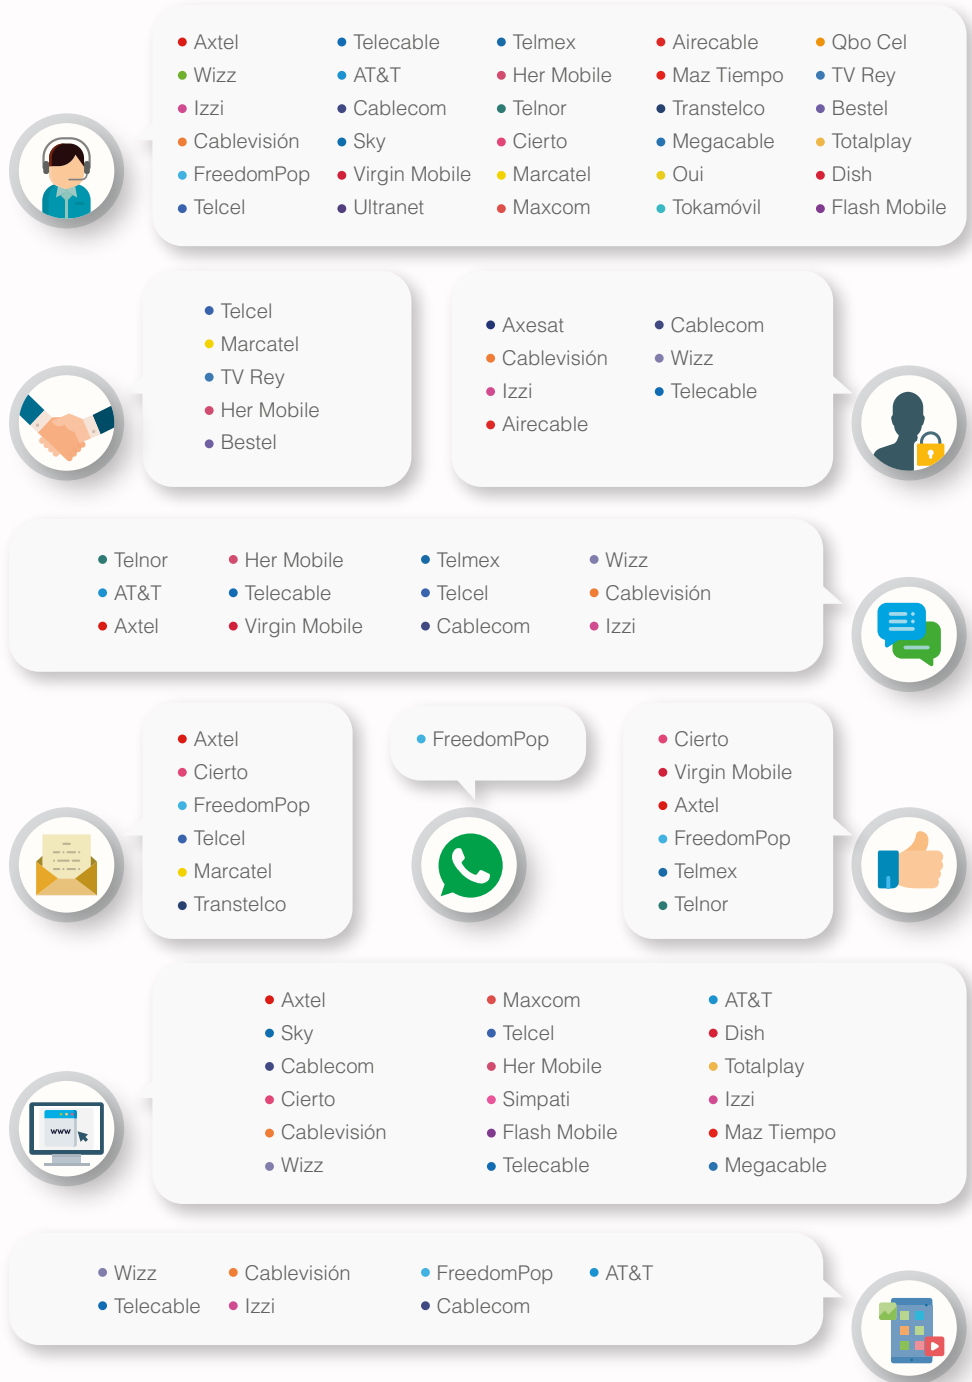 • Axtel • Telecable • Telmex • Airecable • Qbo Cel
• Wizz • AT&T • Her Mobile • Maz Tiempo • TV Rey
• Izzi • Cablecom • Telnor • Transtelco • Bestel
• Cablevisión • Sky • Cierto • Megacable • Totalplay
• FreedomPop • Virgin Mobile • Marcatel • Oui • Dish
• Telcel • Ultranet • Maxcom • Tokamóvil • Flash Mobile
• Telcel
• Marcatel
• TV Rey
• Her Mobile
• Bestel
• Axesat • Cablecom
• Cablevisión • Wizz
• Izzi • Telecable
• Airecable
• Telnor • Her Mobile • Telmex • Wizz
• AT&T • Telecable • Telcel • Cablevisión
• Axtel • Virgin Mobile • Cablecom • Izzi
• Axtel
• Cierto
• FreedomPop
• Telcel
• Marcatel
• Transtelco
• FreedomPop
• Cierto
• Virgin Mobile
• Axtel
• FreedomPop
• Telmex
• Telnor
• Axtel • Maxcom • AT&T
• Sky • Telcel • Dish
• Cablecom • Her Mobile • Totalplay
• Cierto • Simpati • Izzi
• Cablevisión • Flash Mobile • Maz Tiempo
• Wizz • Telecable • Megacable
www
• Wizz • Cablevisión • FreedomPop • AT&T
• Telecable • Izzi • Cablecom